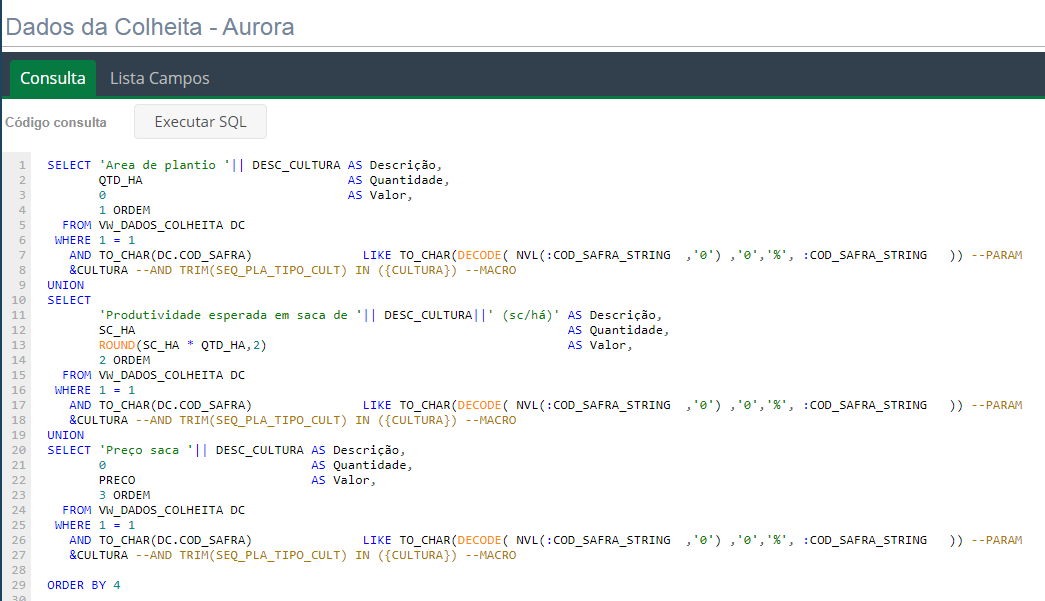 Dados da Colheita - Aurora
Consulta Lista Campos
Código consulta Executar SQL
1 SELECT 'Area de plantio '|| DESC_CULTURA AS Descrição,
2 QTD_HA AS Quantidade,
3 0 AS Valor,
4 1 ORDEM
5 FROM VW_DADOS_COLHEITA DC
6 WHERE 1 = 1
7 AND TO_CHAR(DC.COD_SAFRA) LIKE TO_CHAR(DECODE( NVL(:COD_SAFRA_STRING ,'0') ,'0','%', :COD_SAFRA_STRING )) --PARAM
8 &CULTURA --AND TRIM(SEQ_PLA_TIPO_CULT) IN ({CULTURA}) --MACRO
9 UNION
10 SELECT
11 'Produtividade esperada em saca de '|| DESC_CULTURA||' (sc/há)' AS Descrição,
12 SC_HA AS Quantidade,
13 ROUND(SC_HA * QTD_HA,2) AS Valor,
14 2 ORDEM
15 FROM VW_DADOS_COLHEITA DC
16 WHERE 1 = 1
17 AND TO_CHAR(DC.COD_SAFRA) LIKE TO_CHAR(DECODE( NVL(:COD_SAFRA_STRING ,'0') ,'0','%', :COD_SAFRA_STRING )) --PARAM
18 &CULTURA --AND TRIM(SEQ_PLA_TIPO_CULT) IN ({CULTURA}) --MACRO
19 UNION
20 SELECT 'Preço saca '|| DESC_CULTURA AS Descrição,
21 0 AS Quantidade,
22 PRECO AS Valor,
23 3 ORDEM
24 FROM VW_DADOS_COLHEITA DC
25 WHERE 1 = 1
26 AND TO_CHAR(DC.COD_SAFRA) LIKE TO_CHAR(DECODE( NVL(:COD_SAFRA_STRING ,'0') ,'0','%', :COD_SAFRA_STRING )) --PARAM
27 &CULTURA --AND TRIM(SEQ_PLA_TIPO_CULT) IN ({CULTURA}) --MACRO
28
29 ORDER BY 4
30